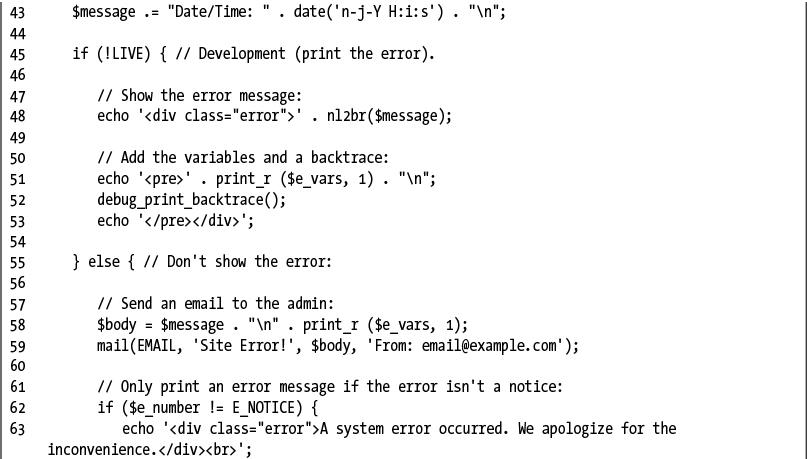 43 $message .= "Date/Time: " . date('n-j-Y H:i:s') . "\n";
44
45 if (!LIVE) { // Development (print the error).
46
47 // Show the error message:
48 echo '<div class="error">' . nl2br($message);
49
50 // Add the variables and a backtrace:
51 echo '<pre>' . print_r ($e_vars, 1) . "\n";
52 debug_print_backtrace();
53 echo '</pre></div>';
54
55 } else { // Don't show the error:
56
57 // Send an email to the admin:
58 $body = $message . "\n" . print_r ($e_vars, 1);
59 mail(EMAIL, 'Site Error!', $body, 'From: email@example.com');
60
61 // Only print an error message if the error isn't a notice:
62 if ($e_number != E_NOTICE) {
63 echo '<div class="error">A system error occurred. We apologize for the
inconvenience.</div><br>';